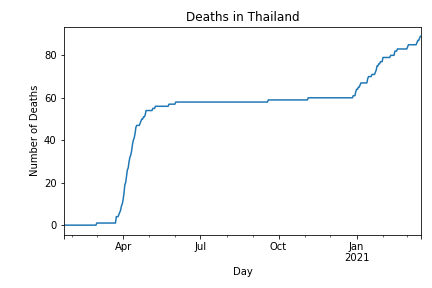 Deaths in Thailand
Number of Deaths
80
60
40
20
0
Apr
Jul
Oct
Jan
2021
Day